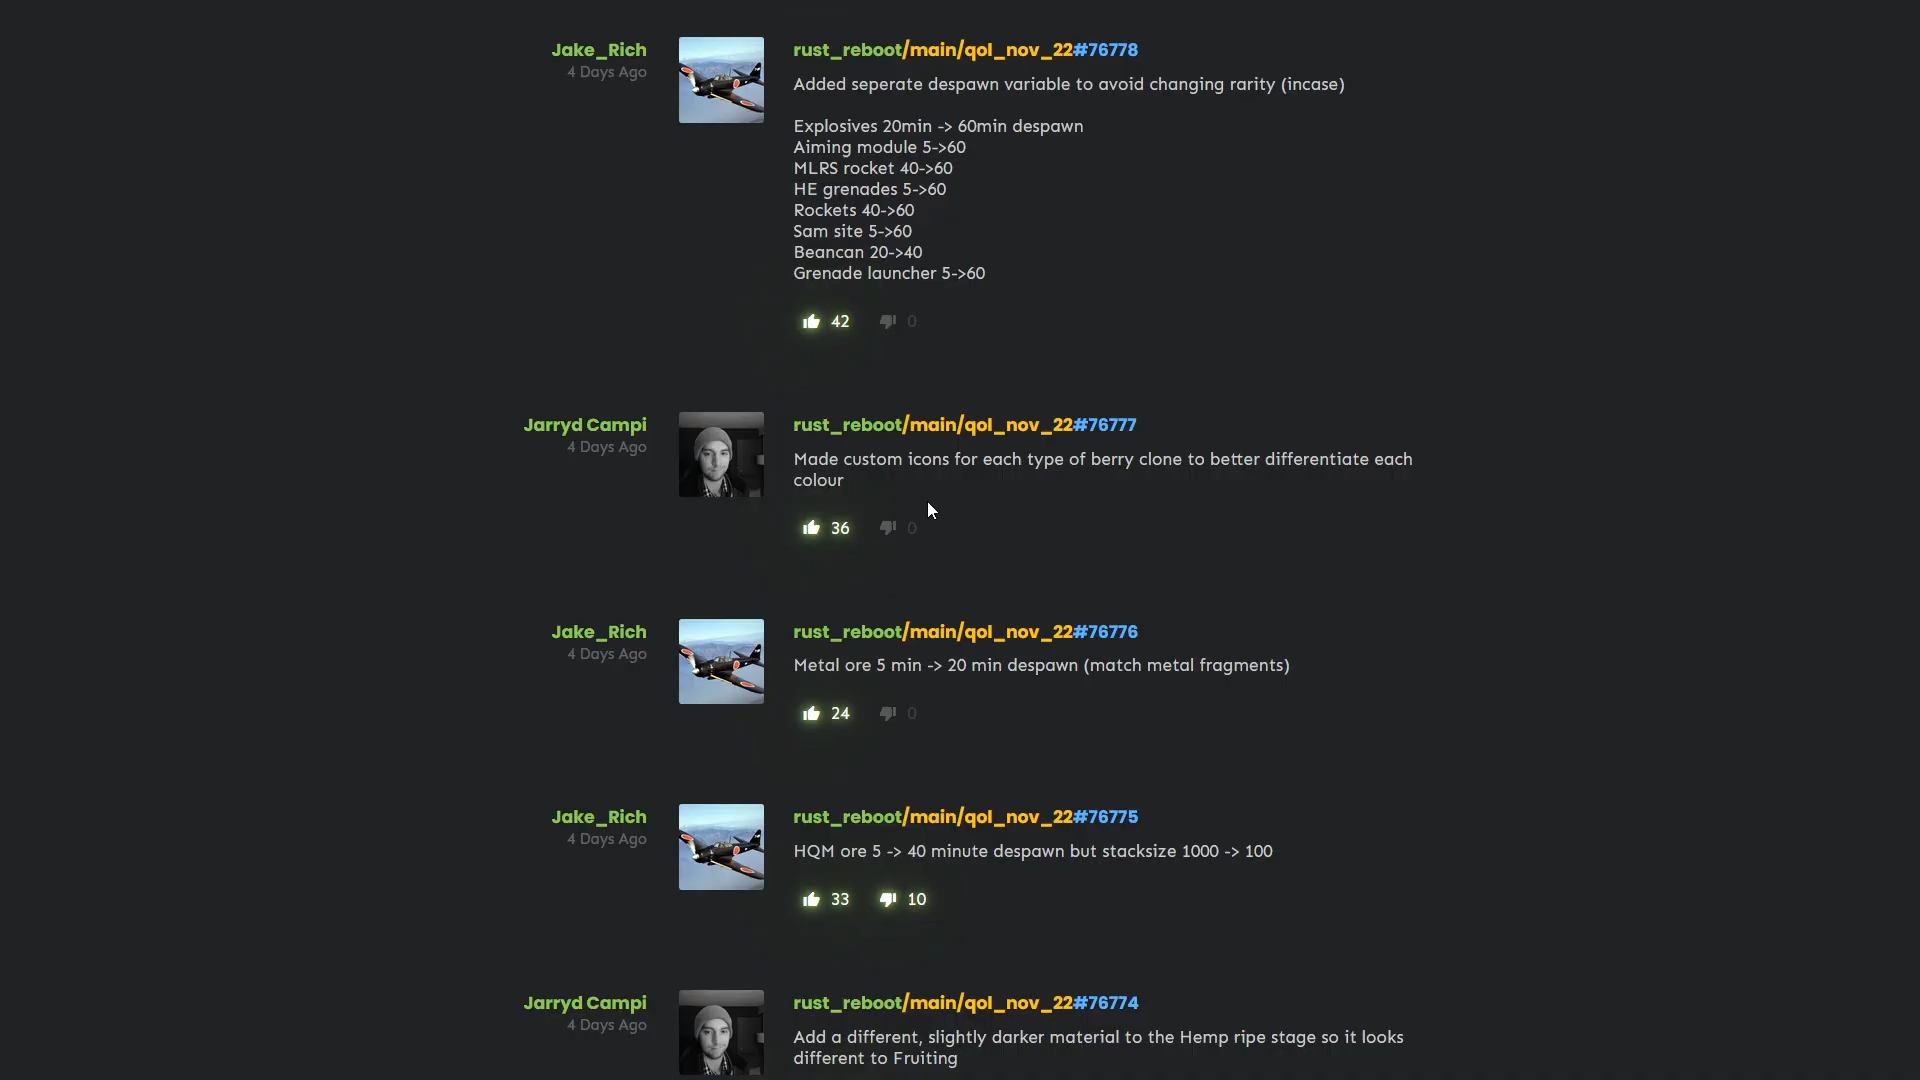 Jake_Rich
4 Days Ago
rust_reboot/main/qol_nov_22#76778
Added seperate despawn variable to avoid changing rarity (incase)
Explosives 20min -> 60min despawn
Aiming module 5->60
MLRS rocket 40->60
HE grenades 5->60
Rockets 40->60
Sam site 5->60
Beancan 20->40
Grenade launcher 5->60
42 0
Jarryd Campi
4 Days Ago
rust_reboot/main/qol_nov_22#76777
Made custom icons for each type of berry clone to better differentiate each
colour
36 0
Jake_Rich
4 Days Ago
rust_reboot/main/qol_nov_22#76776
Metal ore 5 min -> 20 min despawn (match metal fragments)
24 0
Jake_Rich
4 Days Ago
rust_reboot/main/qol_nov_22#76775
HQM ore 5 -> 40 minute despawn but stacksize 1000 -> 100
33 10
Jarryd Campi
4 Days Ago
rust_reboot/main/qol_nov_22#76774
Add a different, slightly darker material to the Hemp ripe stage so it looks
different to Fruiting